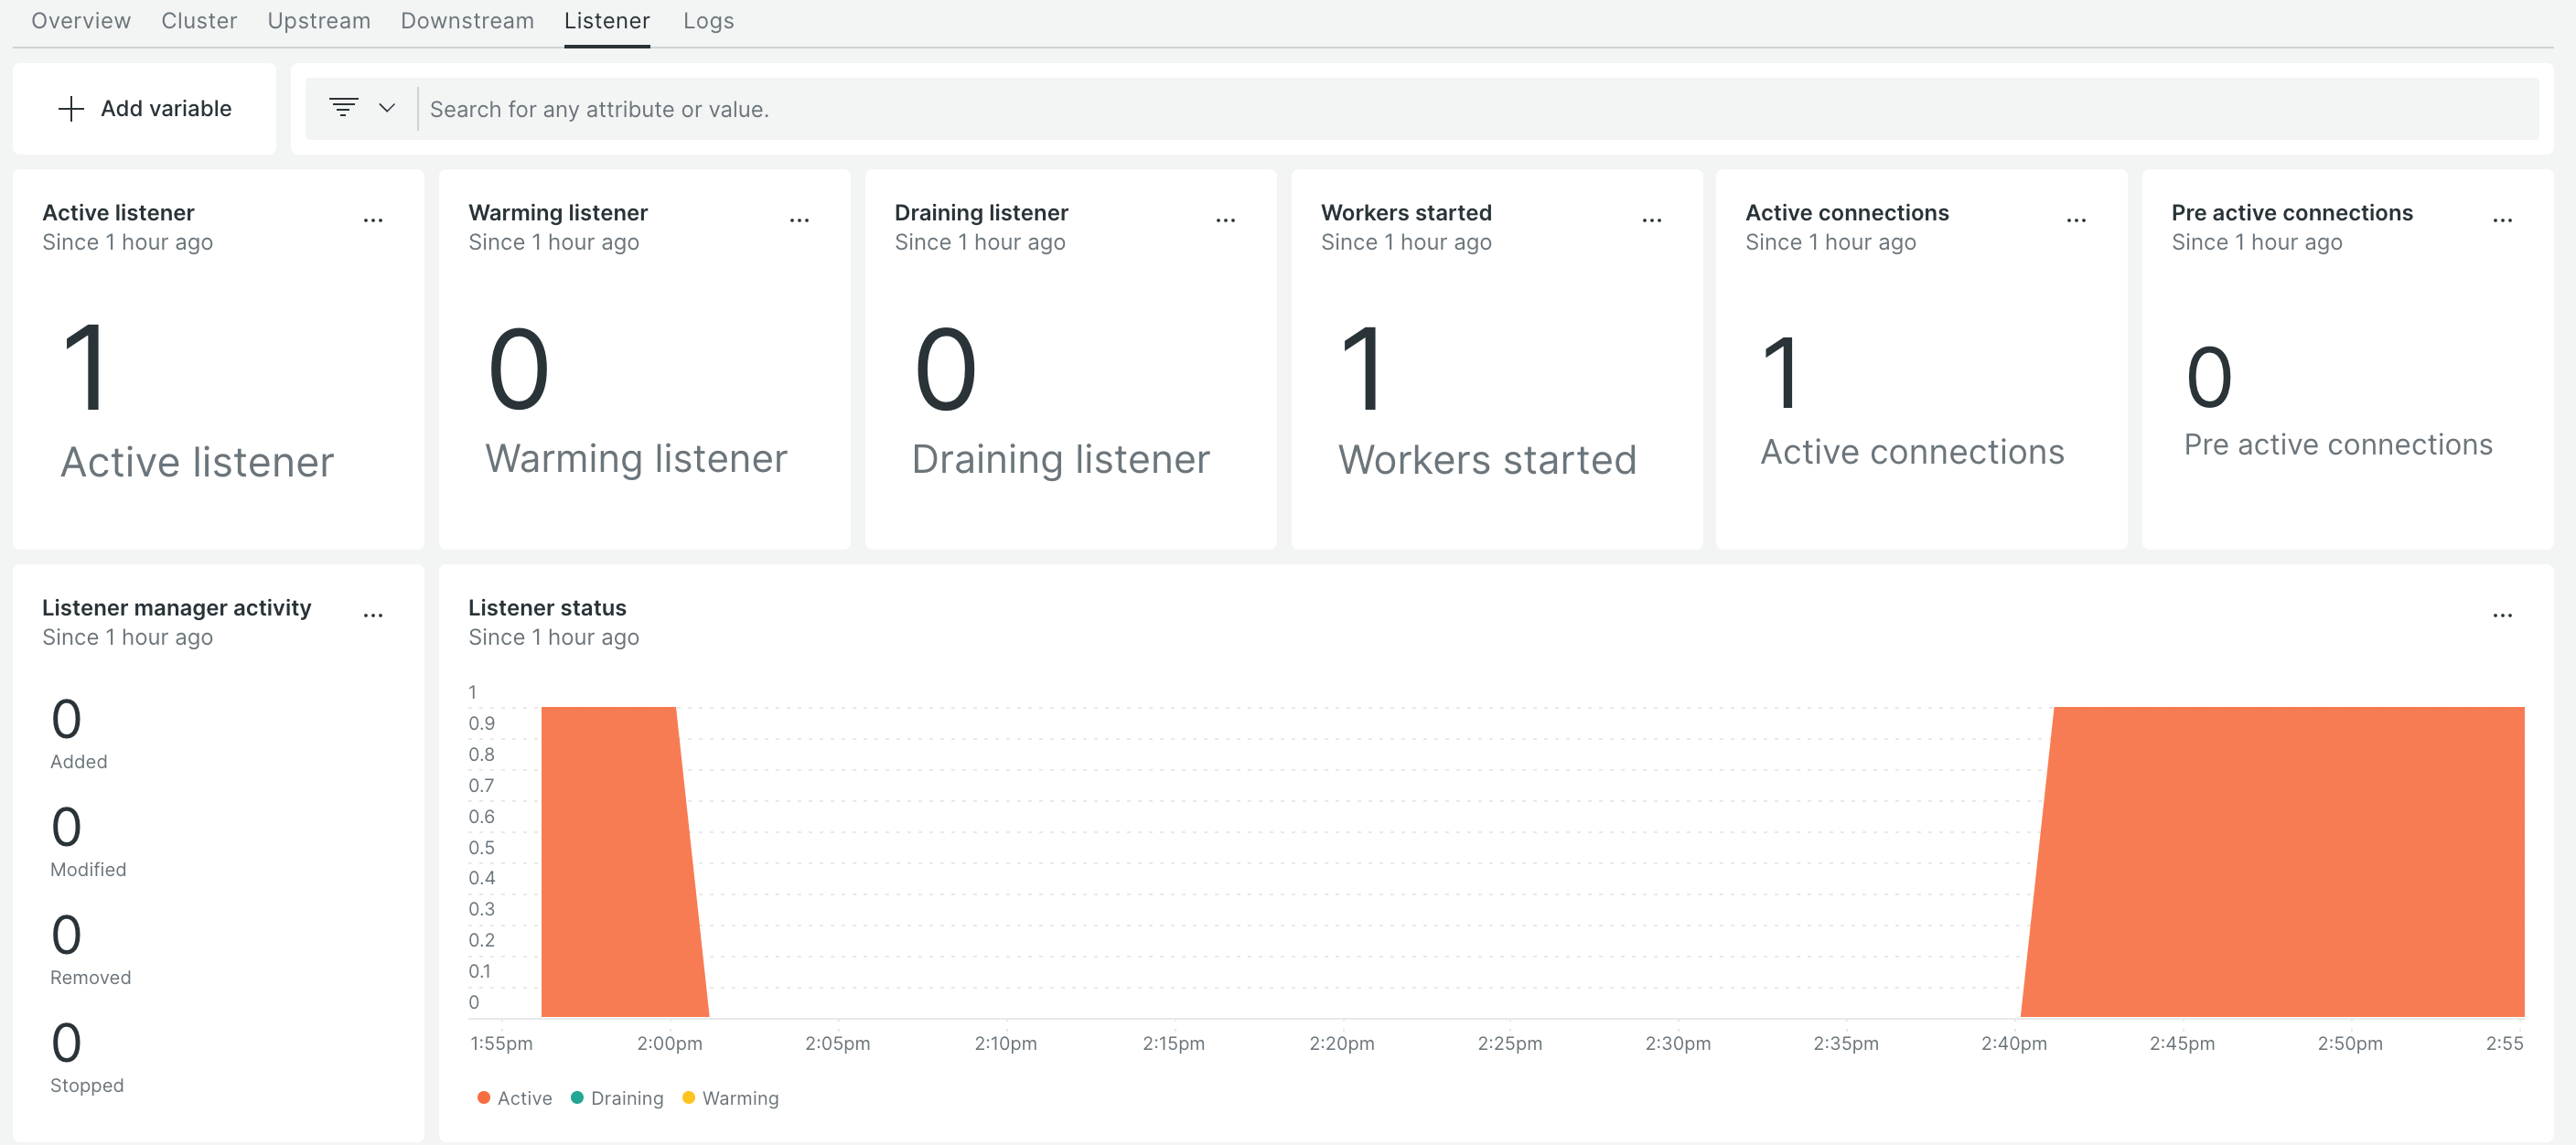 Overview Cluster Upstream Downstream Listener Logs
Add variable
Search for any attribute or value.
Active listener ...
Since 1 hour ago
1
Active listener
Warming listener ...
Since 1 hour ago
0
Warming listener
Draining listener ...
Since 1 hour ago
0
Draining listener
Workers started ...
Since 1 hour ago
1
Workers started
Active connections ...
Since 1 hour ago
1
Active connections
Pre active connections ...
Since 1 hour ago
0
Pre active connections
Listener manager activity ...
Since 1 hour ago
0
Added
0
Modified
0
Removed
0
Stopped
Listener status ...
Since 1 hour ago
1
0.9
0.8
0.7
0.6
0.5
0.4
0.3
0.2
0.1
0
1:55pm 2:00pm 2:05pm 2:10pm 2:15pm 2:20pm 2:25pm 2:30pm 2:35pm 2:40pm 2:45pm 2:50pm 2:55
Active Draining Warming